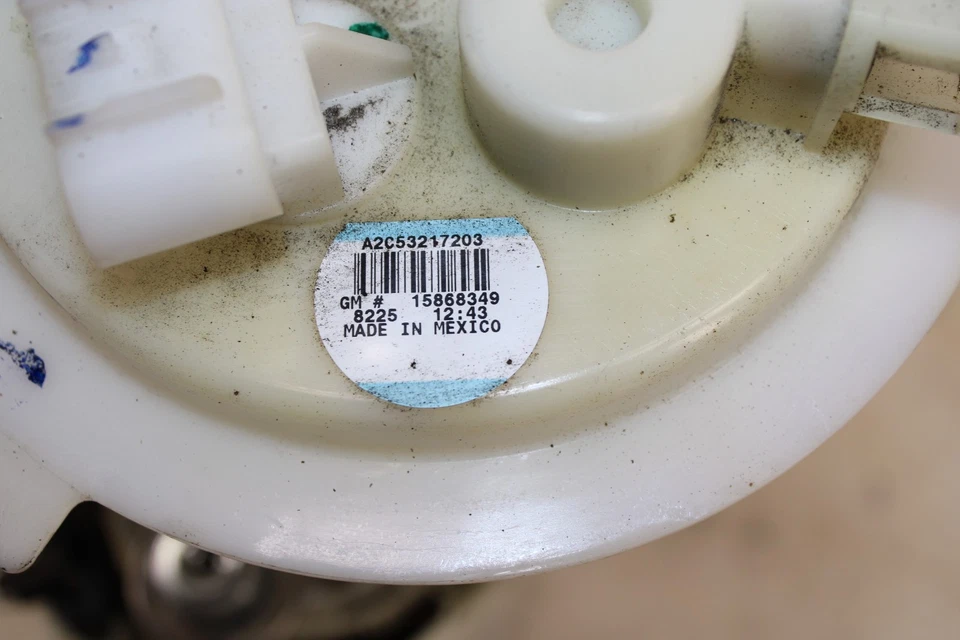 A2C53217203
GM # 15868349
8225 12:43
MADE IN MEXICO